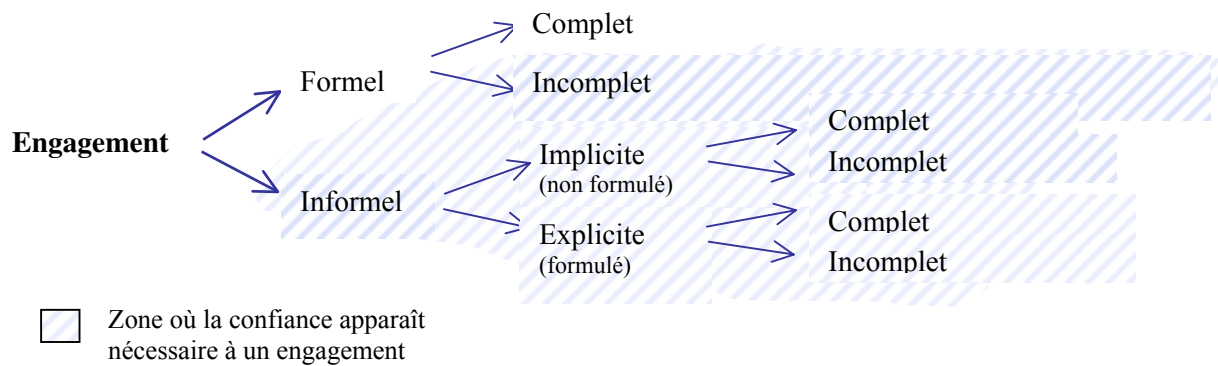 Complet
Formel
Incomplet
Engagement
Complet
Implicite
(non formulé)
Incomplet
Informel
Complet
Explicite
(formulé)
Incomplet
Zone où la confiance apparaît
nécessaire à un engagement